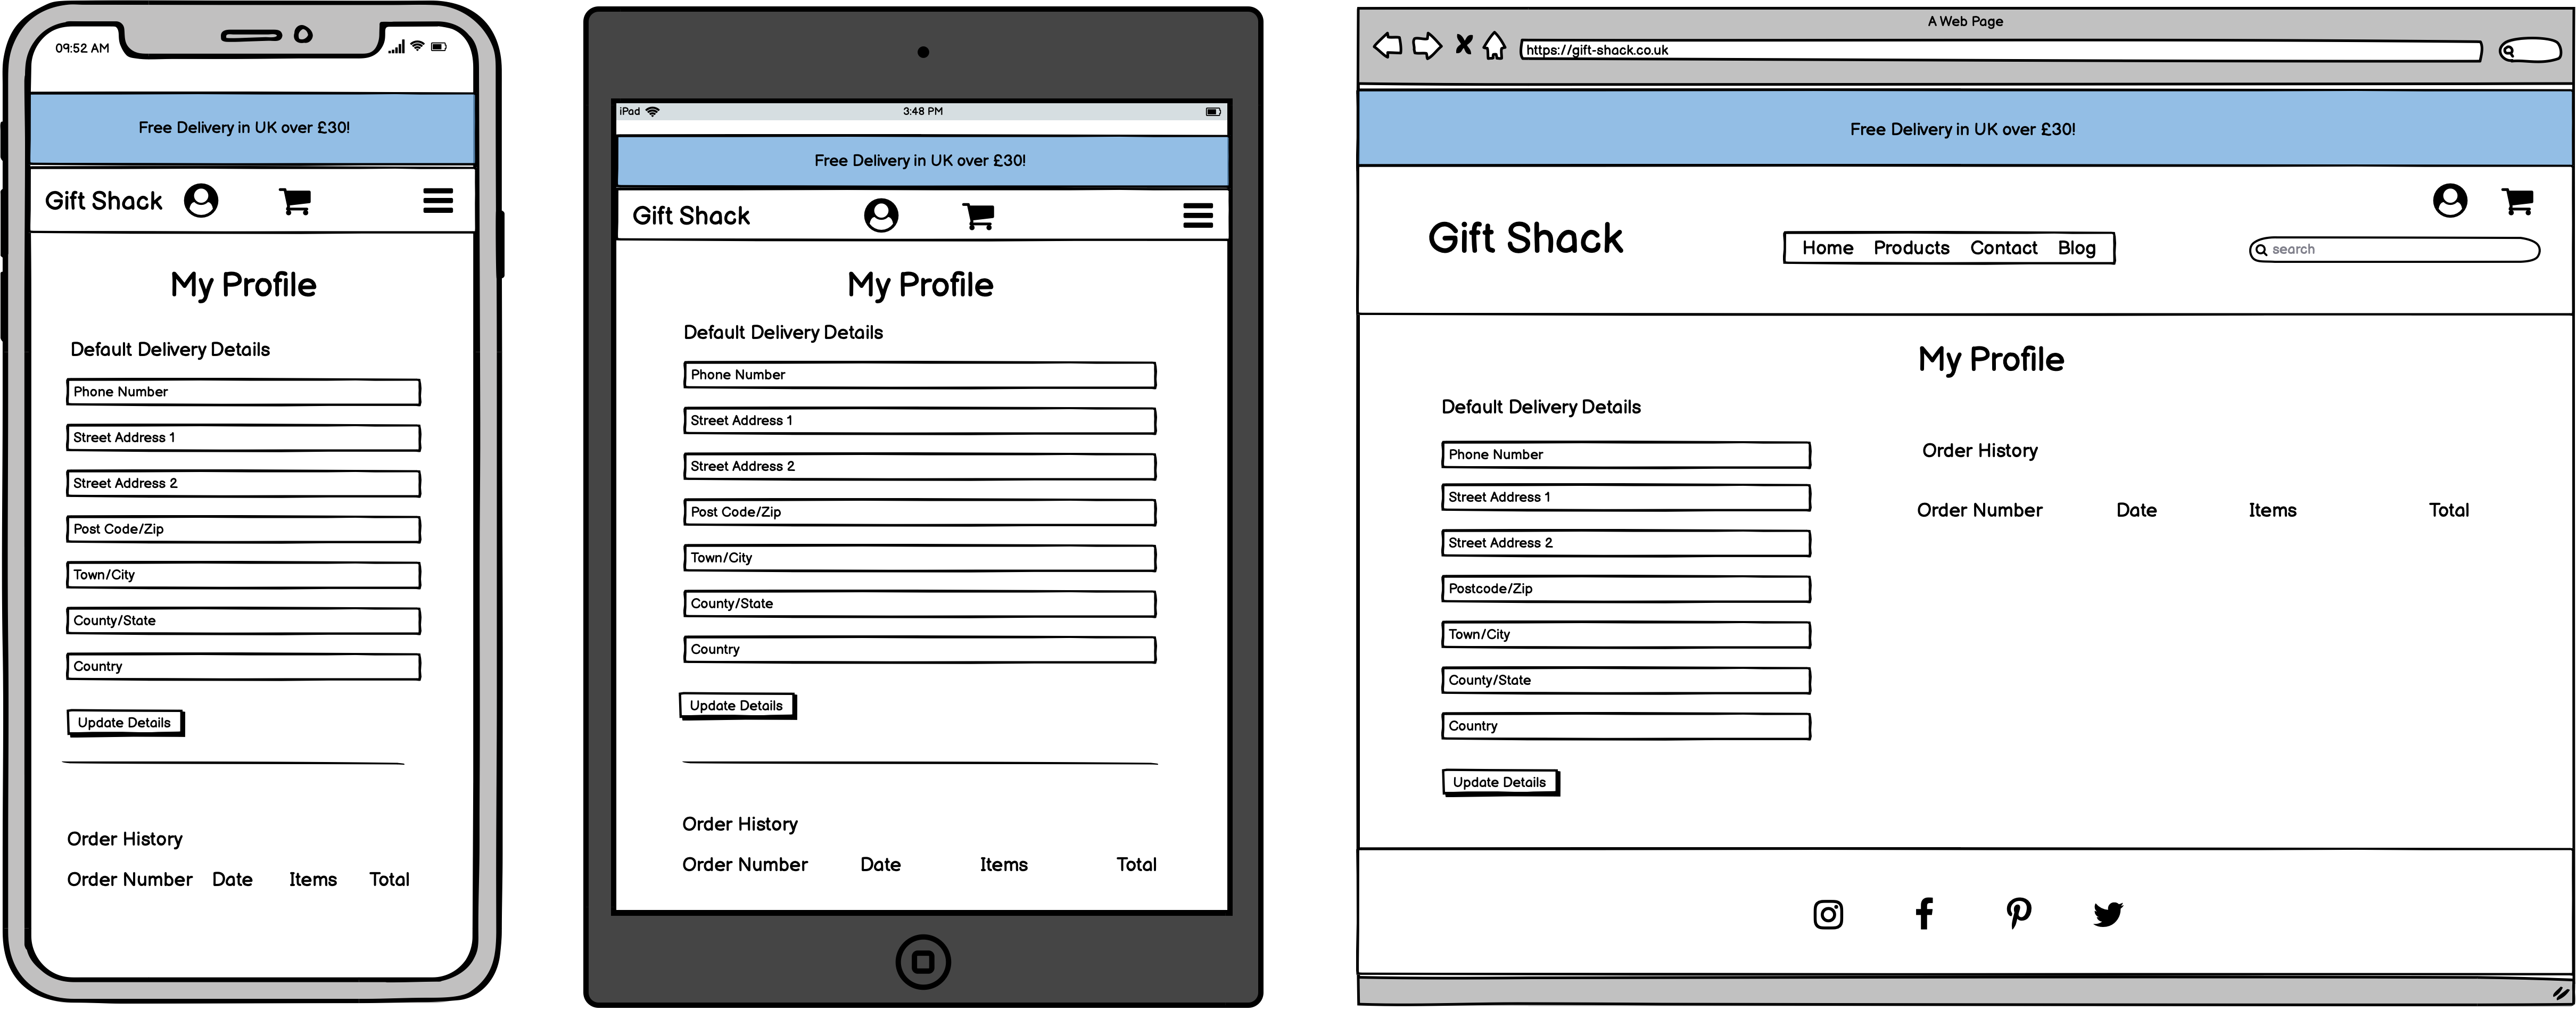 09:52 AM
Free Delivery in UK over £30!
Gift Shack
My Profile
Default Delivery Details
Phone Number
Street Address 1
Street Address 2
Post Code/Zip
Town/City
County/State
Country
Update Details
Order History
Order Number Date Items Total
iPad 3:48 PM
Free Delivery in UK over £30!
Gift Shack
My Profile
Default Delivery Details
Phone Number
Street Address 1
Street Address 2
Post Code/Zip
Town/City
County/State
Country
Update Details
Order History
Order Number Date Items Total
A Web Page
https://gift-shack.co.uk
Free Delivery in UK over £30!
Gift Shack
Home Products Contact Blog
search
My Profile
Default Delivery Details
Phone Number
Street Address 1
Street Address 2
Postcode/Zip
Town/City
County/State
Country
Update Details
Order History
Order Number Date Items Total